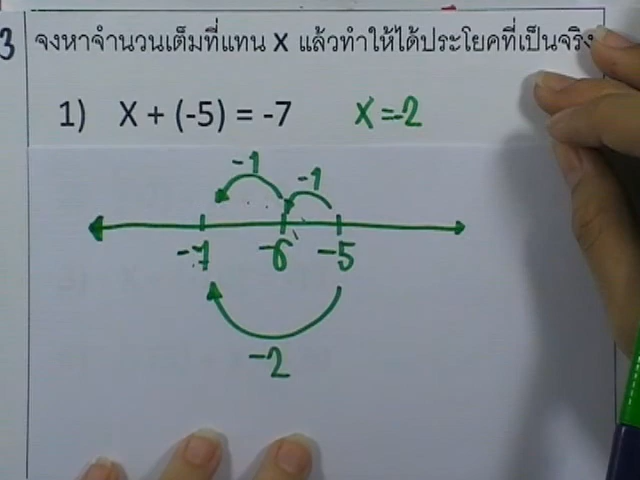 3 จงหาจำนวนเต็มที่แทน X แล้วทำให้ได้ประโยคที่เป็นจริง
1) X + (-5) = -7 X = -2
-1 -1
-7 -6 -5
-2